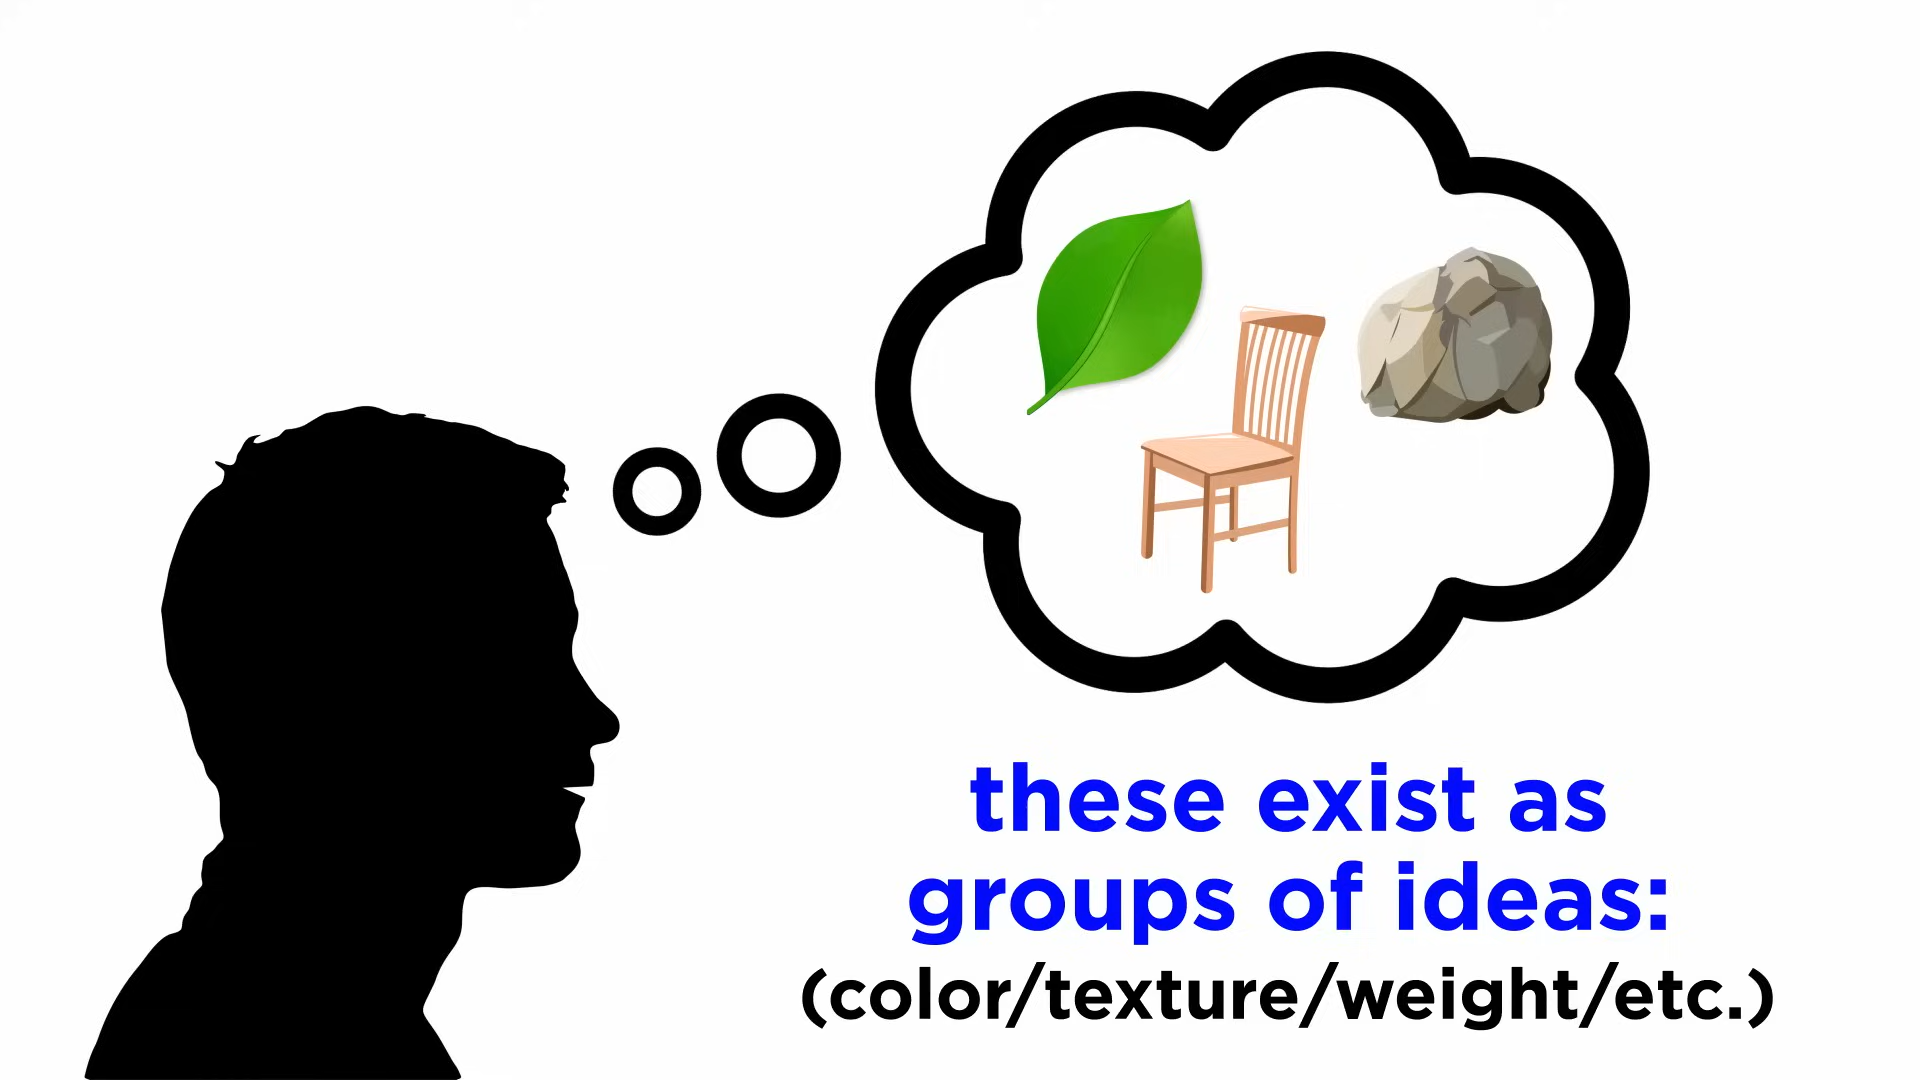 these exist as
groups of ideas:
(color/texture/weight/etc.)